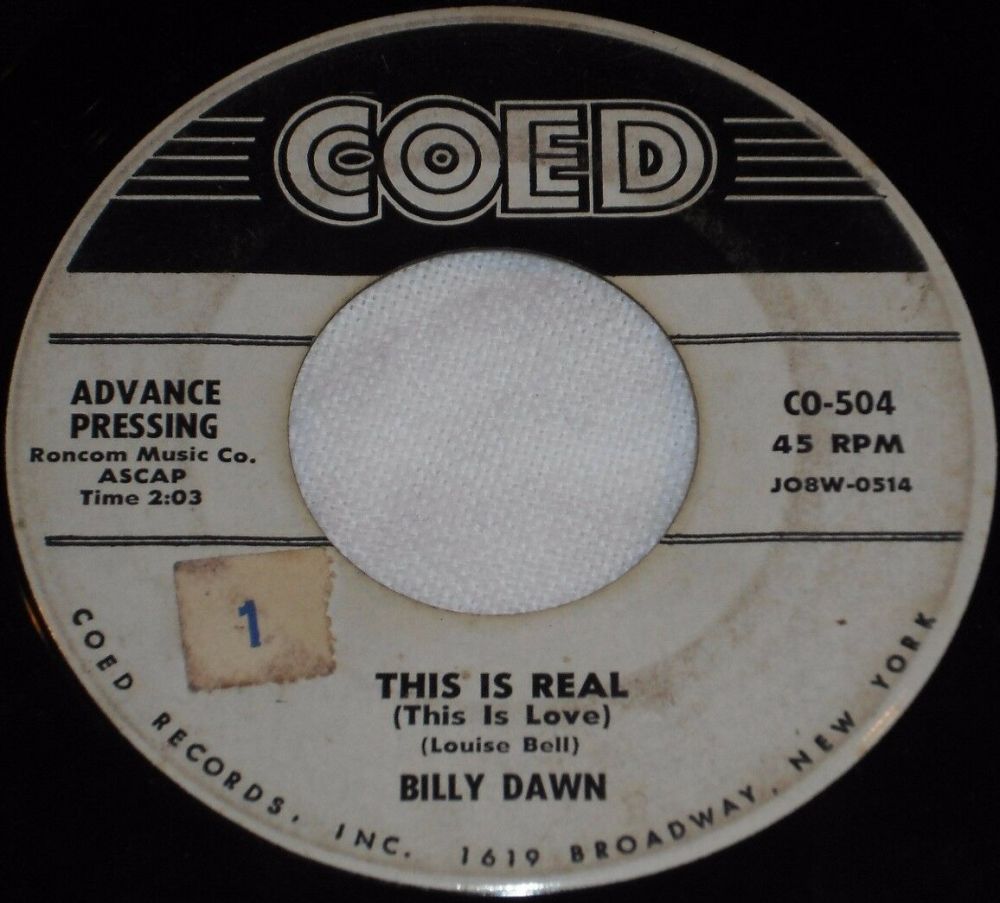 COED
ADVANCE
PRESSING
Roncom Music Co.
ASCAP
Time 2:03
CO-504
45 RPM
JO8W-0514
1
THIS IS REAL
(This Is Love)
(Louise Bell)
BILLY DAWN
COED RECORDS, INC. 1619 BROADWAY, NEW YORK